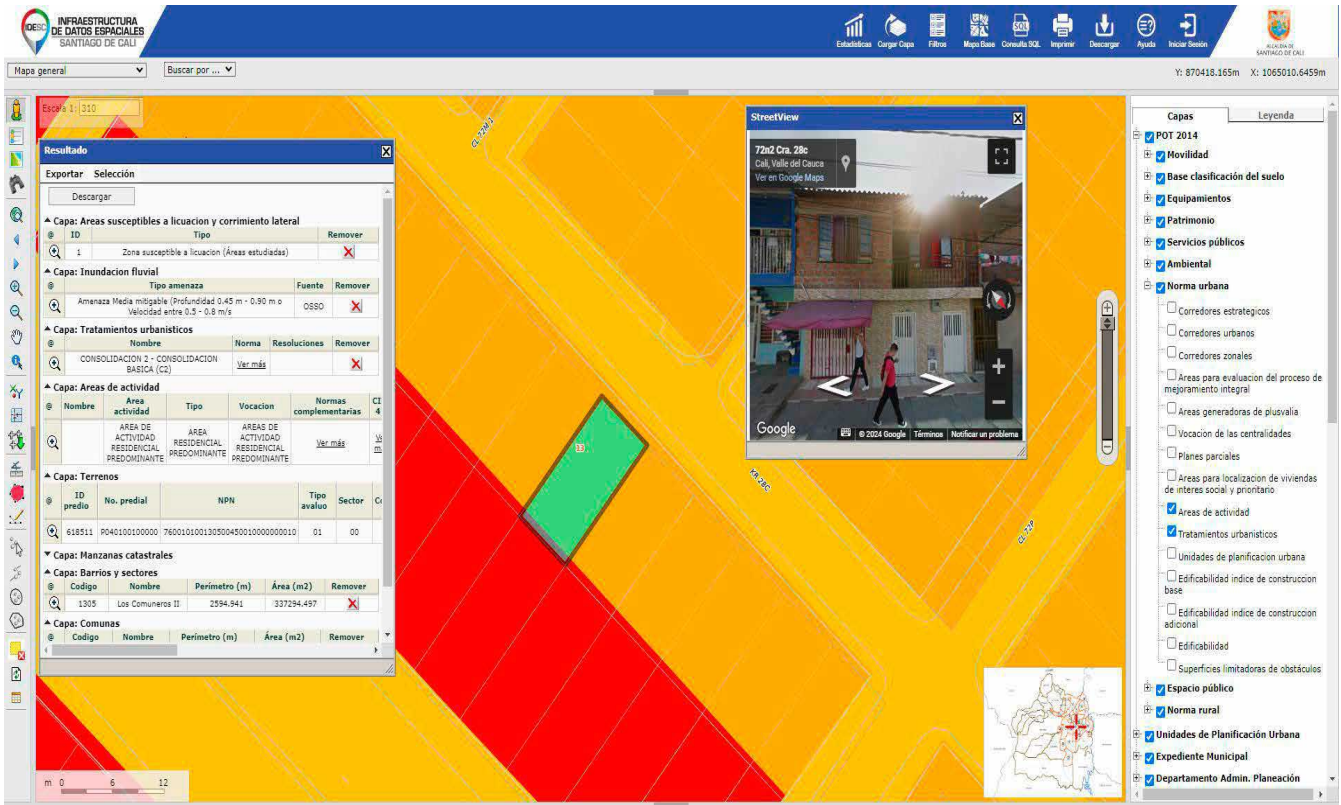 IDESC
INFRAESTRUCTURA
DE DATOS ESPACIALES
SANTIAGO DE CALI
Estadísticas Cargar Capa Filtros Mapa Base Consulta SQL Imprimir Descargar Ayuda Iniciar Sesión
ALCALDÍA DE
SANTIAGO DE CALI
Mapa general Buscar por ... Y: 870418.165m X: 1065010.6459m
Escala 1: 310
CL 72M 1
KR 28C
CL 72P
13
m 0 6 12
Resultado
Exportar Selección
Descargar
Capa: Areas susceptibles a licuacion y corrimiento lateral
@ ID Tipo Remover
1 Zona susceptible a licuacion (Áreas estudiadas)
Capa: Inundacion fluvial
@ Tipo amenaza Fuente Remover
Amenaza Media mitigable (Profundidad 0.45 m - 0.90 m o
Velocidad entre 0.5 - 0.8 m/s
OSSO
Capa: Tratamientos urbanisticos
@ Nombre Norma Resoluciones Remover
CONSOLIDACION 2 - CONSOLIDACION
BASICA (C2)
Ver más
Capa: Areas de actividad
@ Nombre Area actividad Tipo Vocacion Normas complementarias CI 4
AREA DE ACTIVIDAD RESIDENCIAL PREDOMINANTE
AREA RESIDENCIAL PREDOMINANTE
AREAS DE ACTIVIDAD RESIDENCIAL PREDOMINANTE
Ver más
Capa: Terrenos
@ ID predio No. predial NPN Tipo avaluo Sector Co
618511 P040100100000 760010100130500450010000000010 01 00
Capa: Manzanas catastrales
Capa: Barrios y sectores
@ Codigo Nombre Perímetro (m) Área (m2) Remover
1305 Los Comuneros II 2594.941 337294.497
Capa: Comunas
@ Codigo Nombre Perímetro (m) Área (m2) Remover
StreetView
72n2 Cra. 28c
Cali, Valle del Cauca
Ver en Google Maps
Google
© 2024 Google Términos Notificar un problema
Capas Leyenda
POT 2014
Movilidad
Base clasificación del suelo
Equipamientos
Patrimonio
Servicios públicos
Ambiental
Norma urbana
Corredores estrategicos
Corredores urbanos
Corredores zonales
Areas para evaluacion del proceso de
mejoramiento integral
Areas generadoras de plusvalia
Vocacion de las centralidades
Planes parciales
Areas para localizacion de viviendas
de interes social y prioritario
Areas de actividad
Tratamientos urbanisticos
Unidades de planificacion urbana
Edificabilidad indice de construccion
base
Edificabilidad indice de construccion
adicional
Edificabilidad
Superficies limitadoras de obstáculos
Espacio público
Norma rural
Unidades de Planificación Urbana
Expediente Municipal
Departamento Admin. Planeación